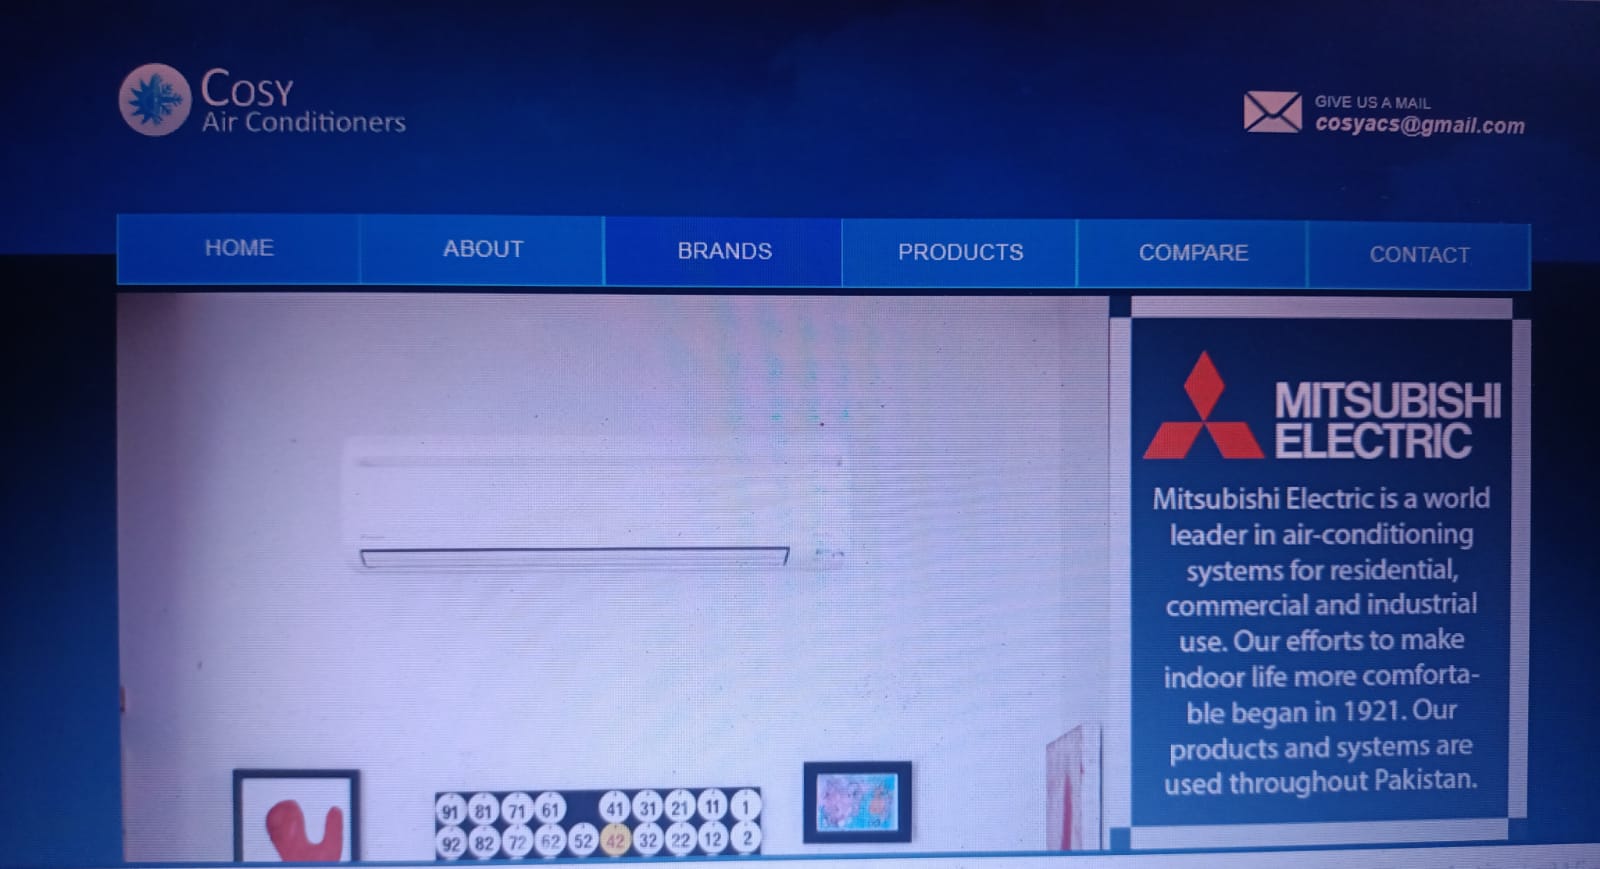 COSY
Air Conditioners
GIVE US A MAIL
cosyacs@gmail.com
HOME
ABOUT
BRANDS
PRODUCTS
COMPARE
CONTACT
MITSUBISHI
ELECTRIC
Mitsubishi Electric is a world
leader in air-conditioning
systems for residential,
commercial and industrial
use. Our efforts to make
indoor life more comforta-
ble began in 1921. Our
products and systems are
used throughout Pakistan.
91 81 71 61 41 31 21 11 1
92 82 72 62 52 42 32 22 12 2